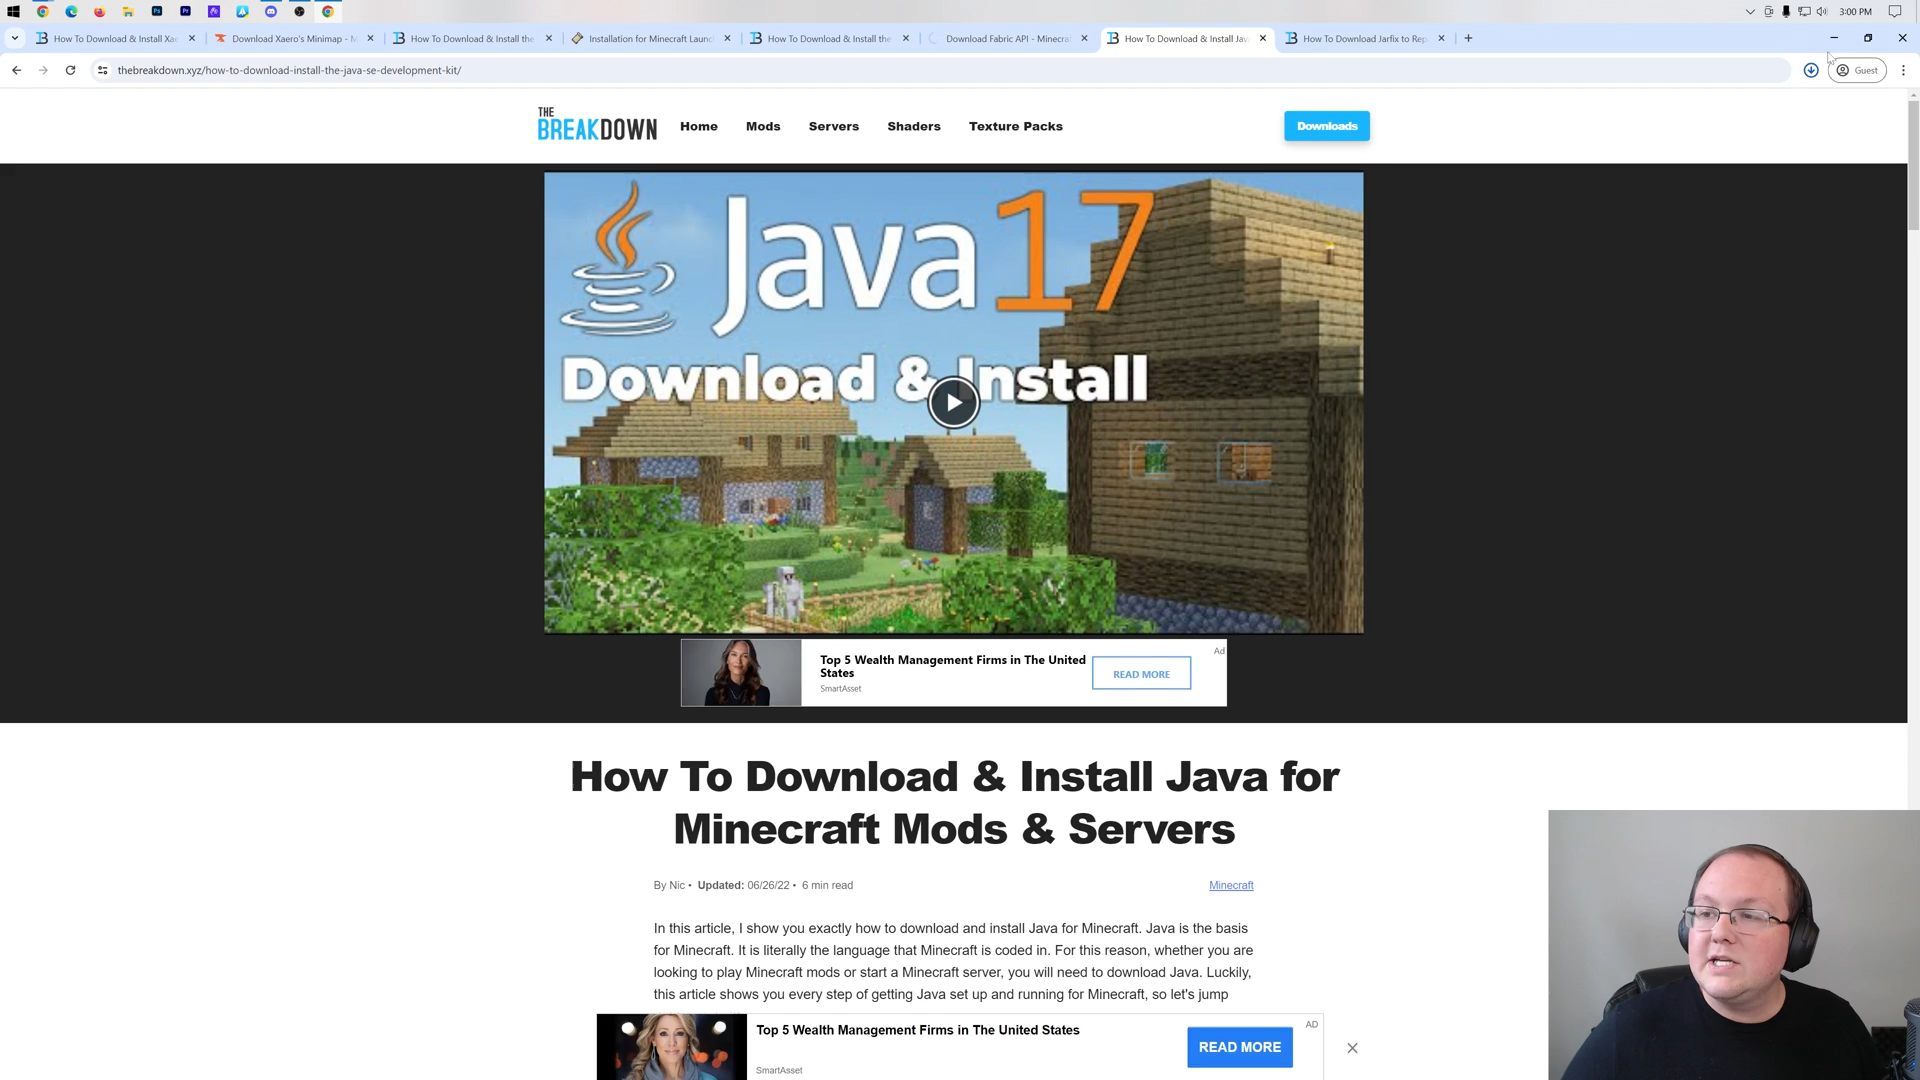 3:00 PM
How To Download & Install Xae
Download Xaero's Minimap - M
How To Download & Install the
Installation for Minecraft Launc
How To Download & Install the
Download Fabric API - Minecra
How To Download & Install Jav
How To Download Jarfix to Rep
thebreakdown.xyz/how-to-download-install-the-java-se-development-kit/
Guest
THE BREAKDOWN
Home
Mods
Servers
Shaders
Texture Packs
Downloads
Java 17
Download & Install
Top 5 Wealth Management Firms in The United
States
SmartAsset
READ MORE
Ad
How To Download & Install Java for
Minecraft Mods & Servers
By Nic • Updated: 06/26/22 • 6 min read
Minecraft
In this article, I show you exactly how to download and install Java for Minecraft. Java is the basis
for Minecraft. It is literally the language that Minecraft is coded in. For this reason, whether you are
looking to play Minecraft mods or start a Minecraft server, you will need to download Java. Luckily,
this article shows you every step of getting Java set up and running for Minecraft, so let's jump
Top 5 Wealth Management Firms in The United States
SmartAsset
READ MORE
AD